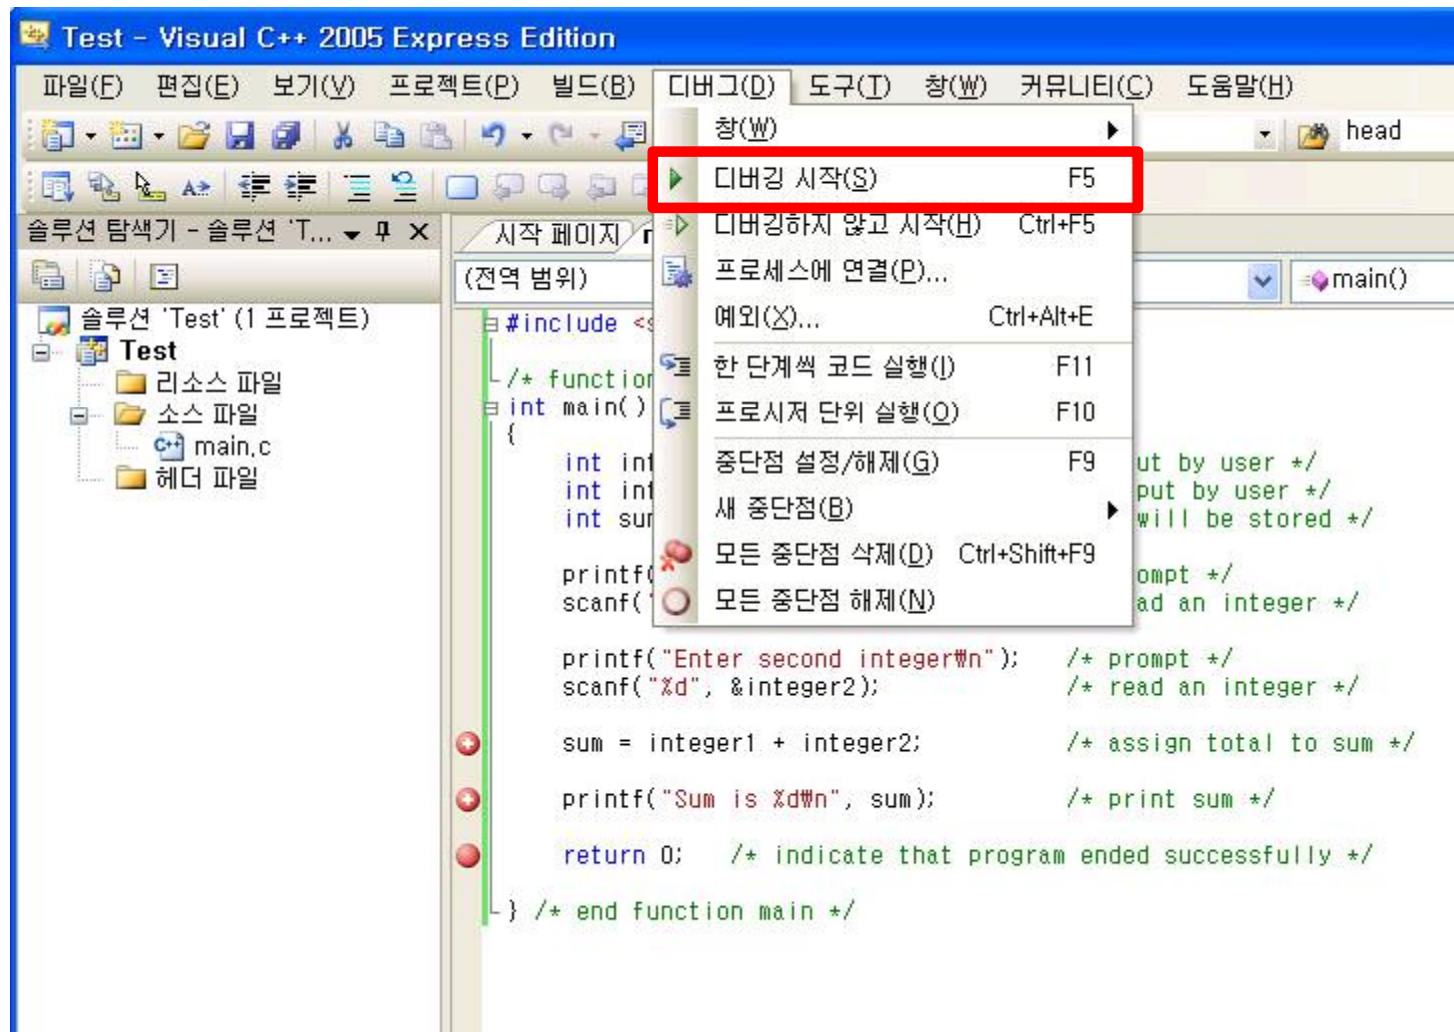 Test - Visual C++ 2005 Express Edition
파일(F) 편집(E) 보기(V) 프로젝트(P) 빌드(B) 디버그(D) 도구(T) 창(W) 커뮤니티(C) 도움말(H)
head
창(W)
디버깅 시작(S) F5
디버깅하지 않고 시작(H) Ctrl+F5
프로세스에 연결(P)...
예외(X)... Ctrl+Alt+E
한 단계씩 코드 실행(I) F11
프로시저 단위 실행(O) F10
중단점 설정/해제(G) F9
새 중단점(B)
모든 중단점 삭제(D) Ctrl+Shift+F9
모든 중단점 해제(N)
솔루션 탐색기 - 솔루션 'T...
솔루션 'Test' (1 프로젝트)
Test
리소스 파일
소스 파일
main.c
헤더 파일
시작 페이지
(전역 범위) main()
#include <s
/* function
int main()
{
int int ut by user */
int int put by user */
int sum will be stored */
printf( ompt */
scanf(" ad an integer */
printf("Enter second integer₩n"); /* prompt */
scanf("%d", &integer2); /* read an integer */
sum = integer1 + integer2; /* assign total to sum */
printf("Sum is %d₩n", sum); /* print sum */
return 0; /* indicate that program ended successfully */
} /* end function main */